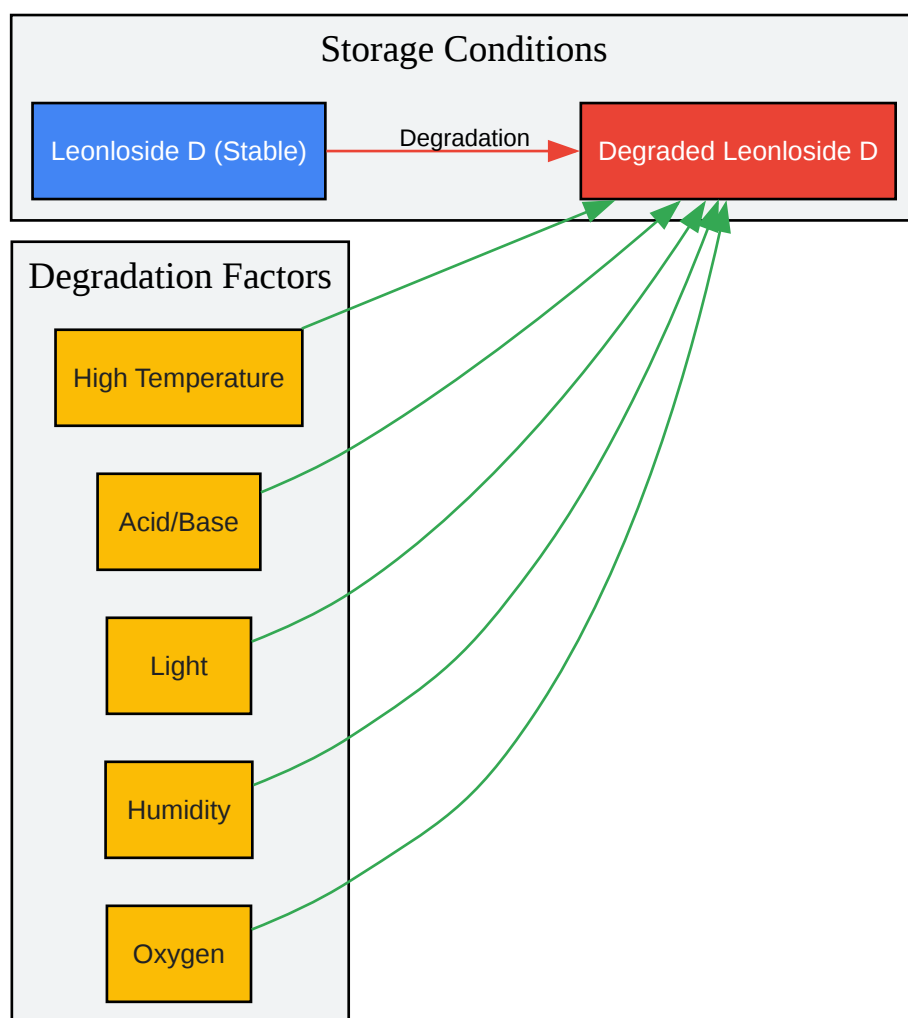 Storage Conditions
Leonloside D (Stable)
Degradation
Degraded Leonloside D
Degradation Factors
High Temperature
Acid/Base
Light
Humidity
Oxygen